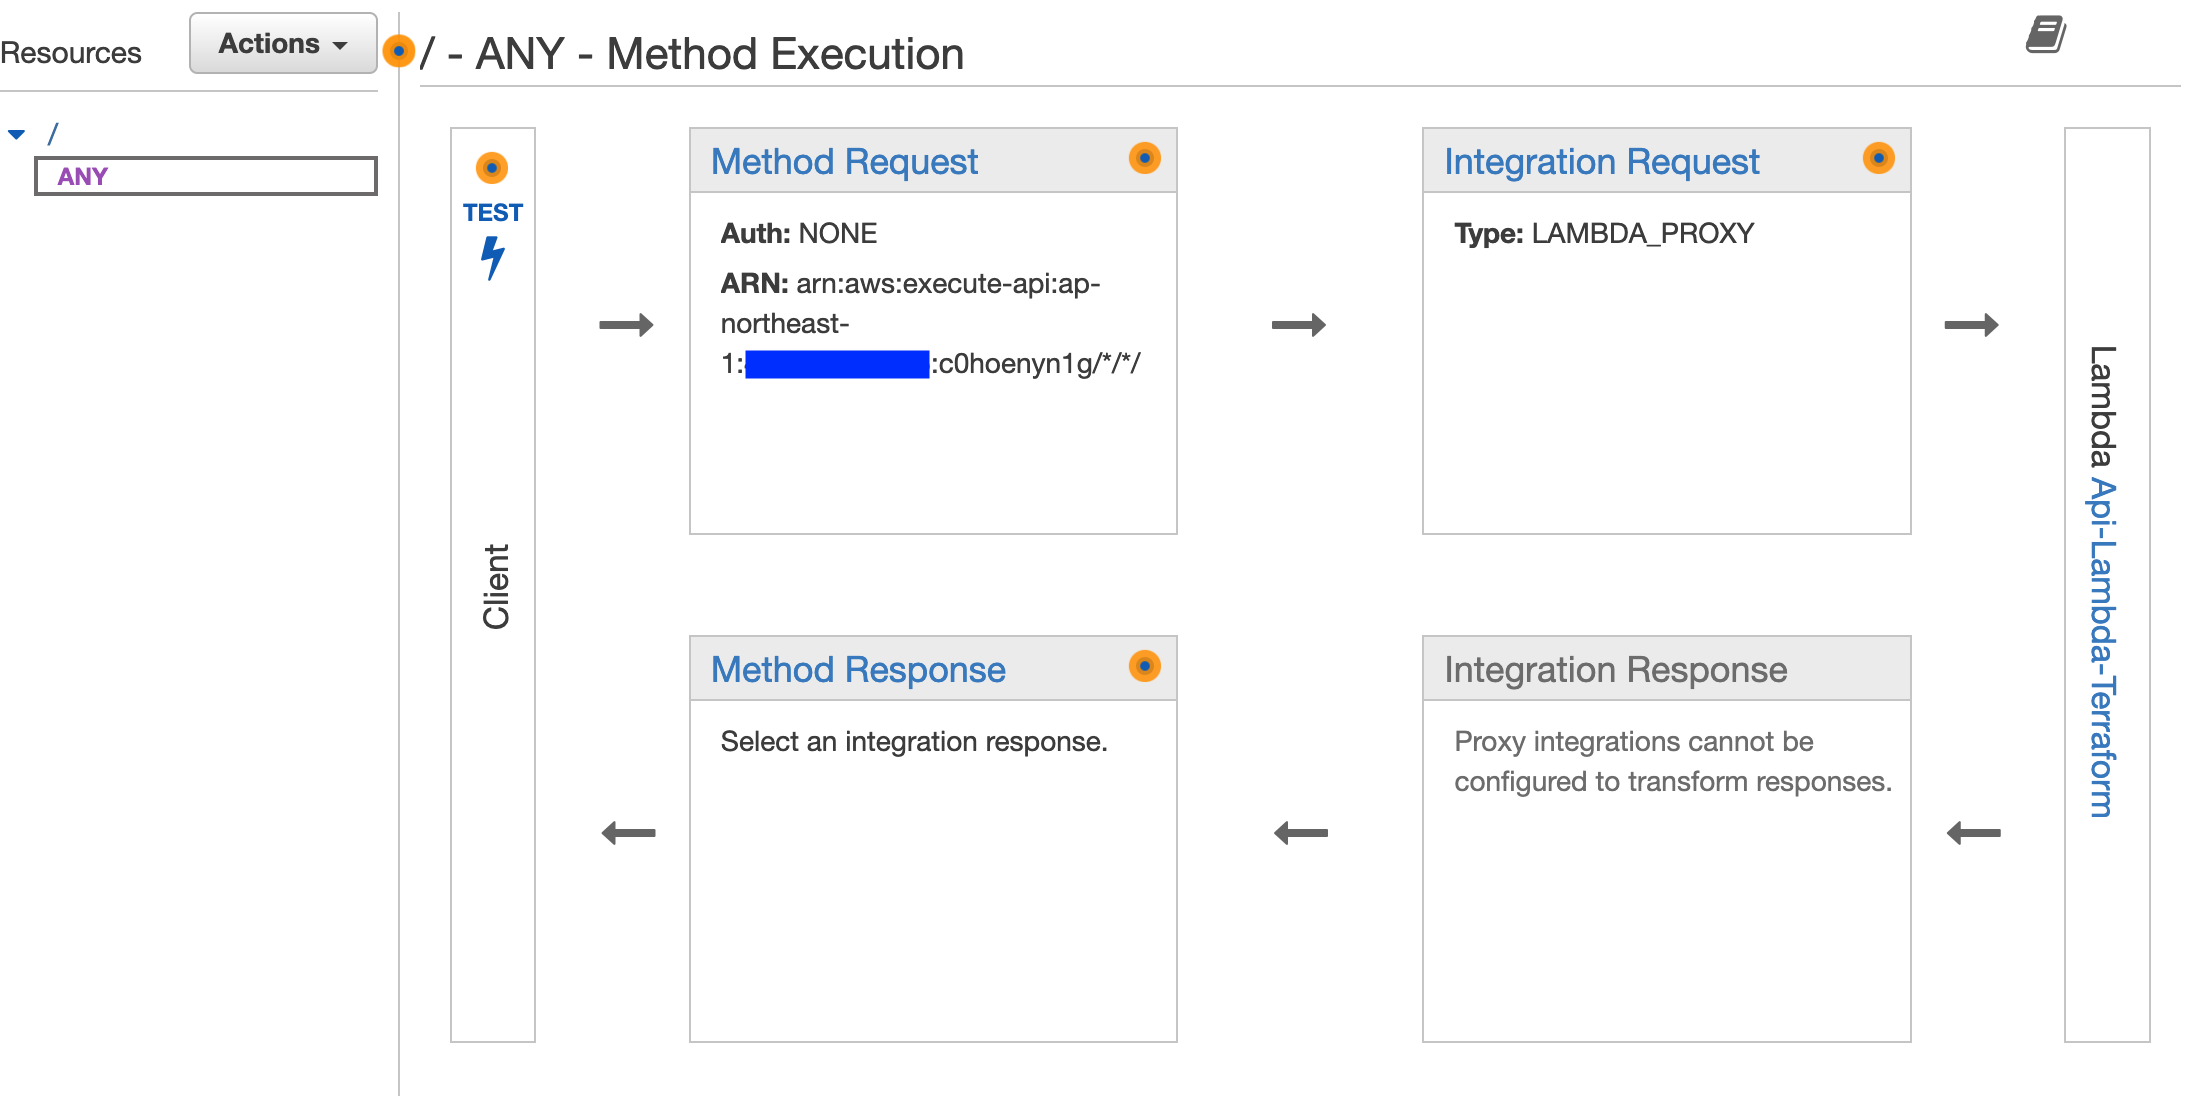 Resources
Actions
/ - ANY - Method Execution
/
ANY
TEST
Client
Method Request
Auth: NONE
ARN: arn:aws:execute-api:ap-
northeast-
1: :c0hoenyn1g/*/*/
Integration Request
Type: LAMBDA_PROXY
Lambda Api-Lambda-Terraform
Method Response
Select an integration response.
Integration Response
Proxy integrations cannot be
configured to transform responses.